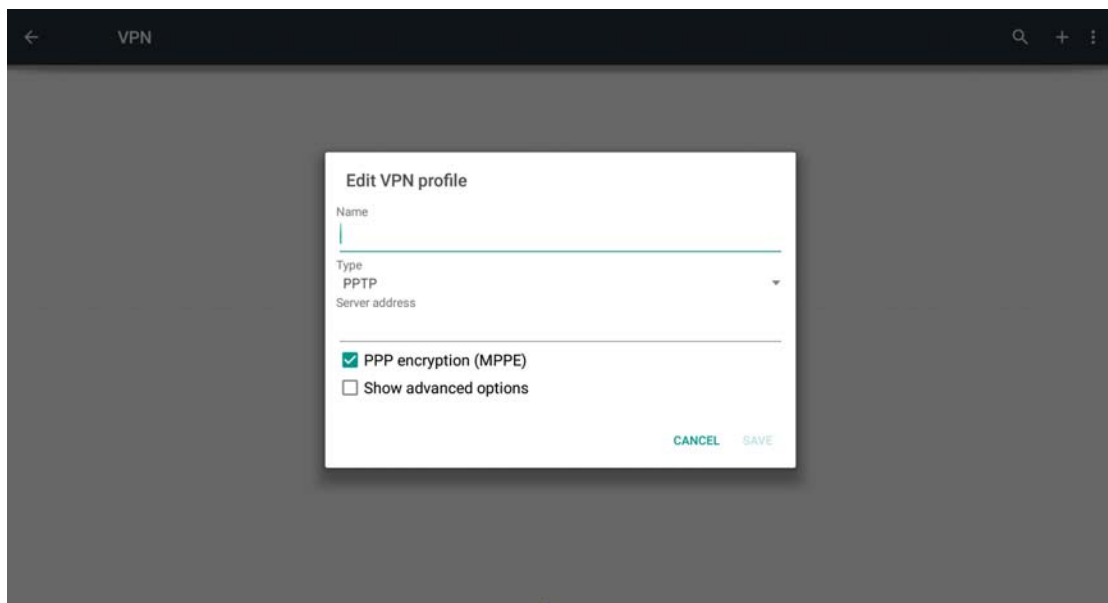 VPN
Edit VPN profile
Name
Type
PPTP
Server address
PPP encryption (MPPE)
Show advanced options
CANCEL SAVE